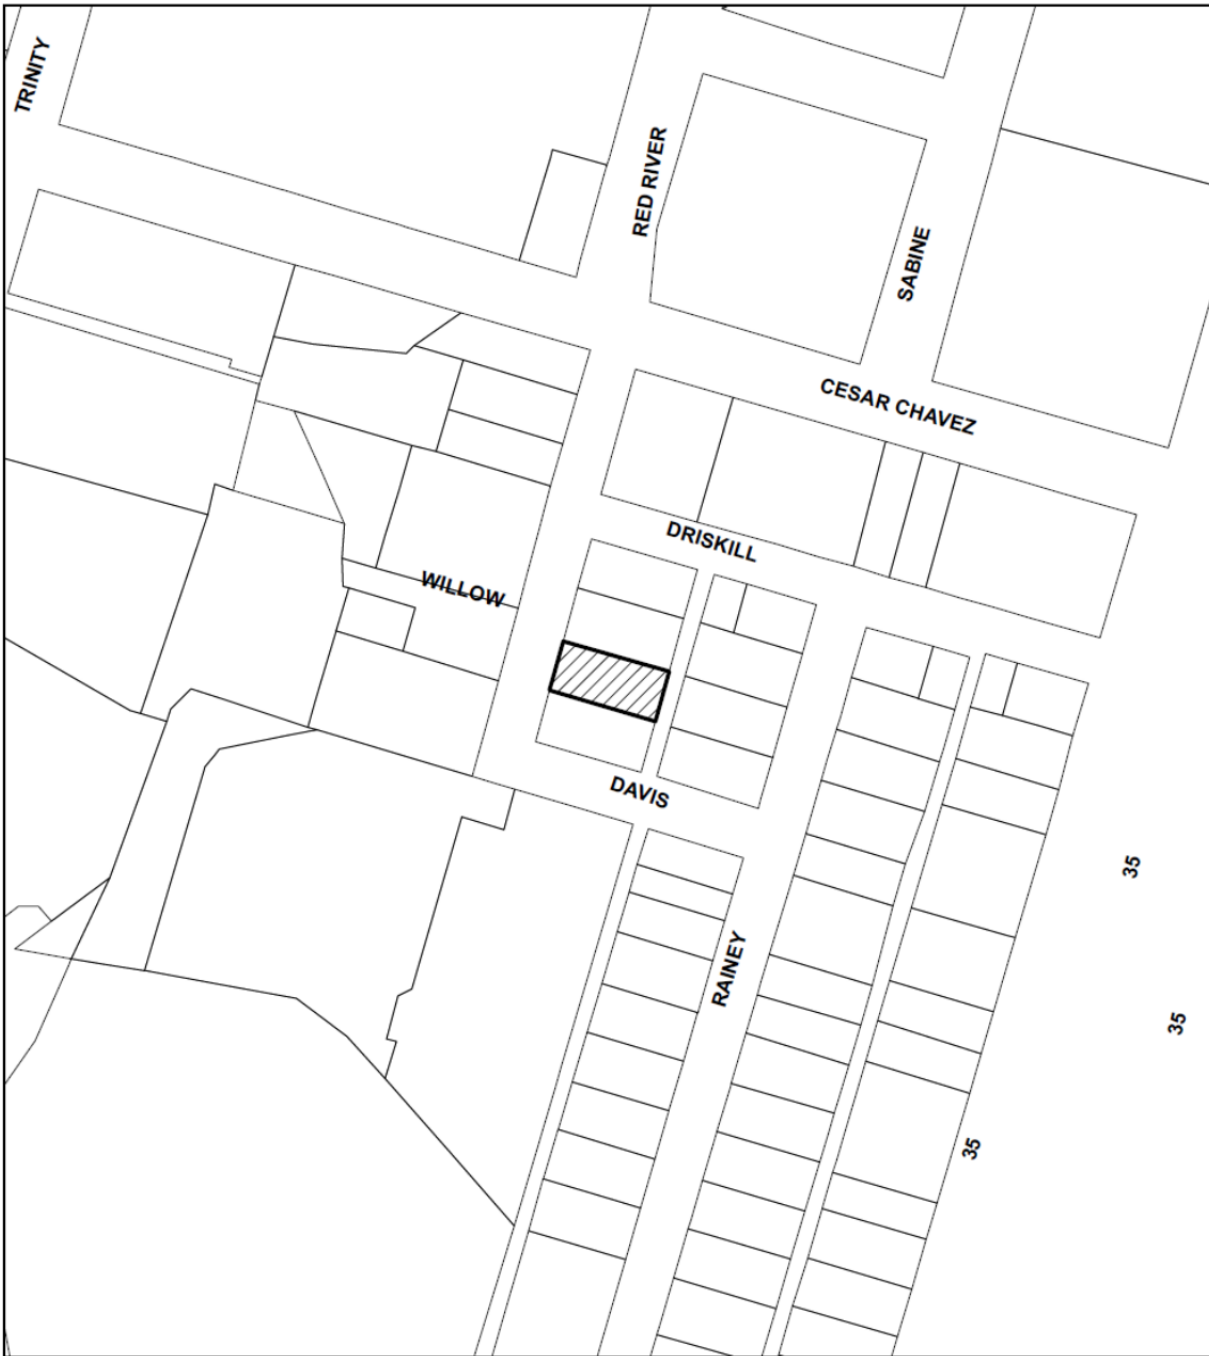 TRINITY
RED RIVER
SABINE
CESAR CHAVEZ
DRISKILL
WILLOW
DAVIS
35
RAINEY
35
35